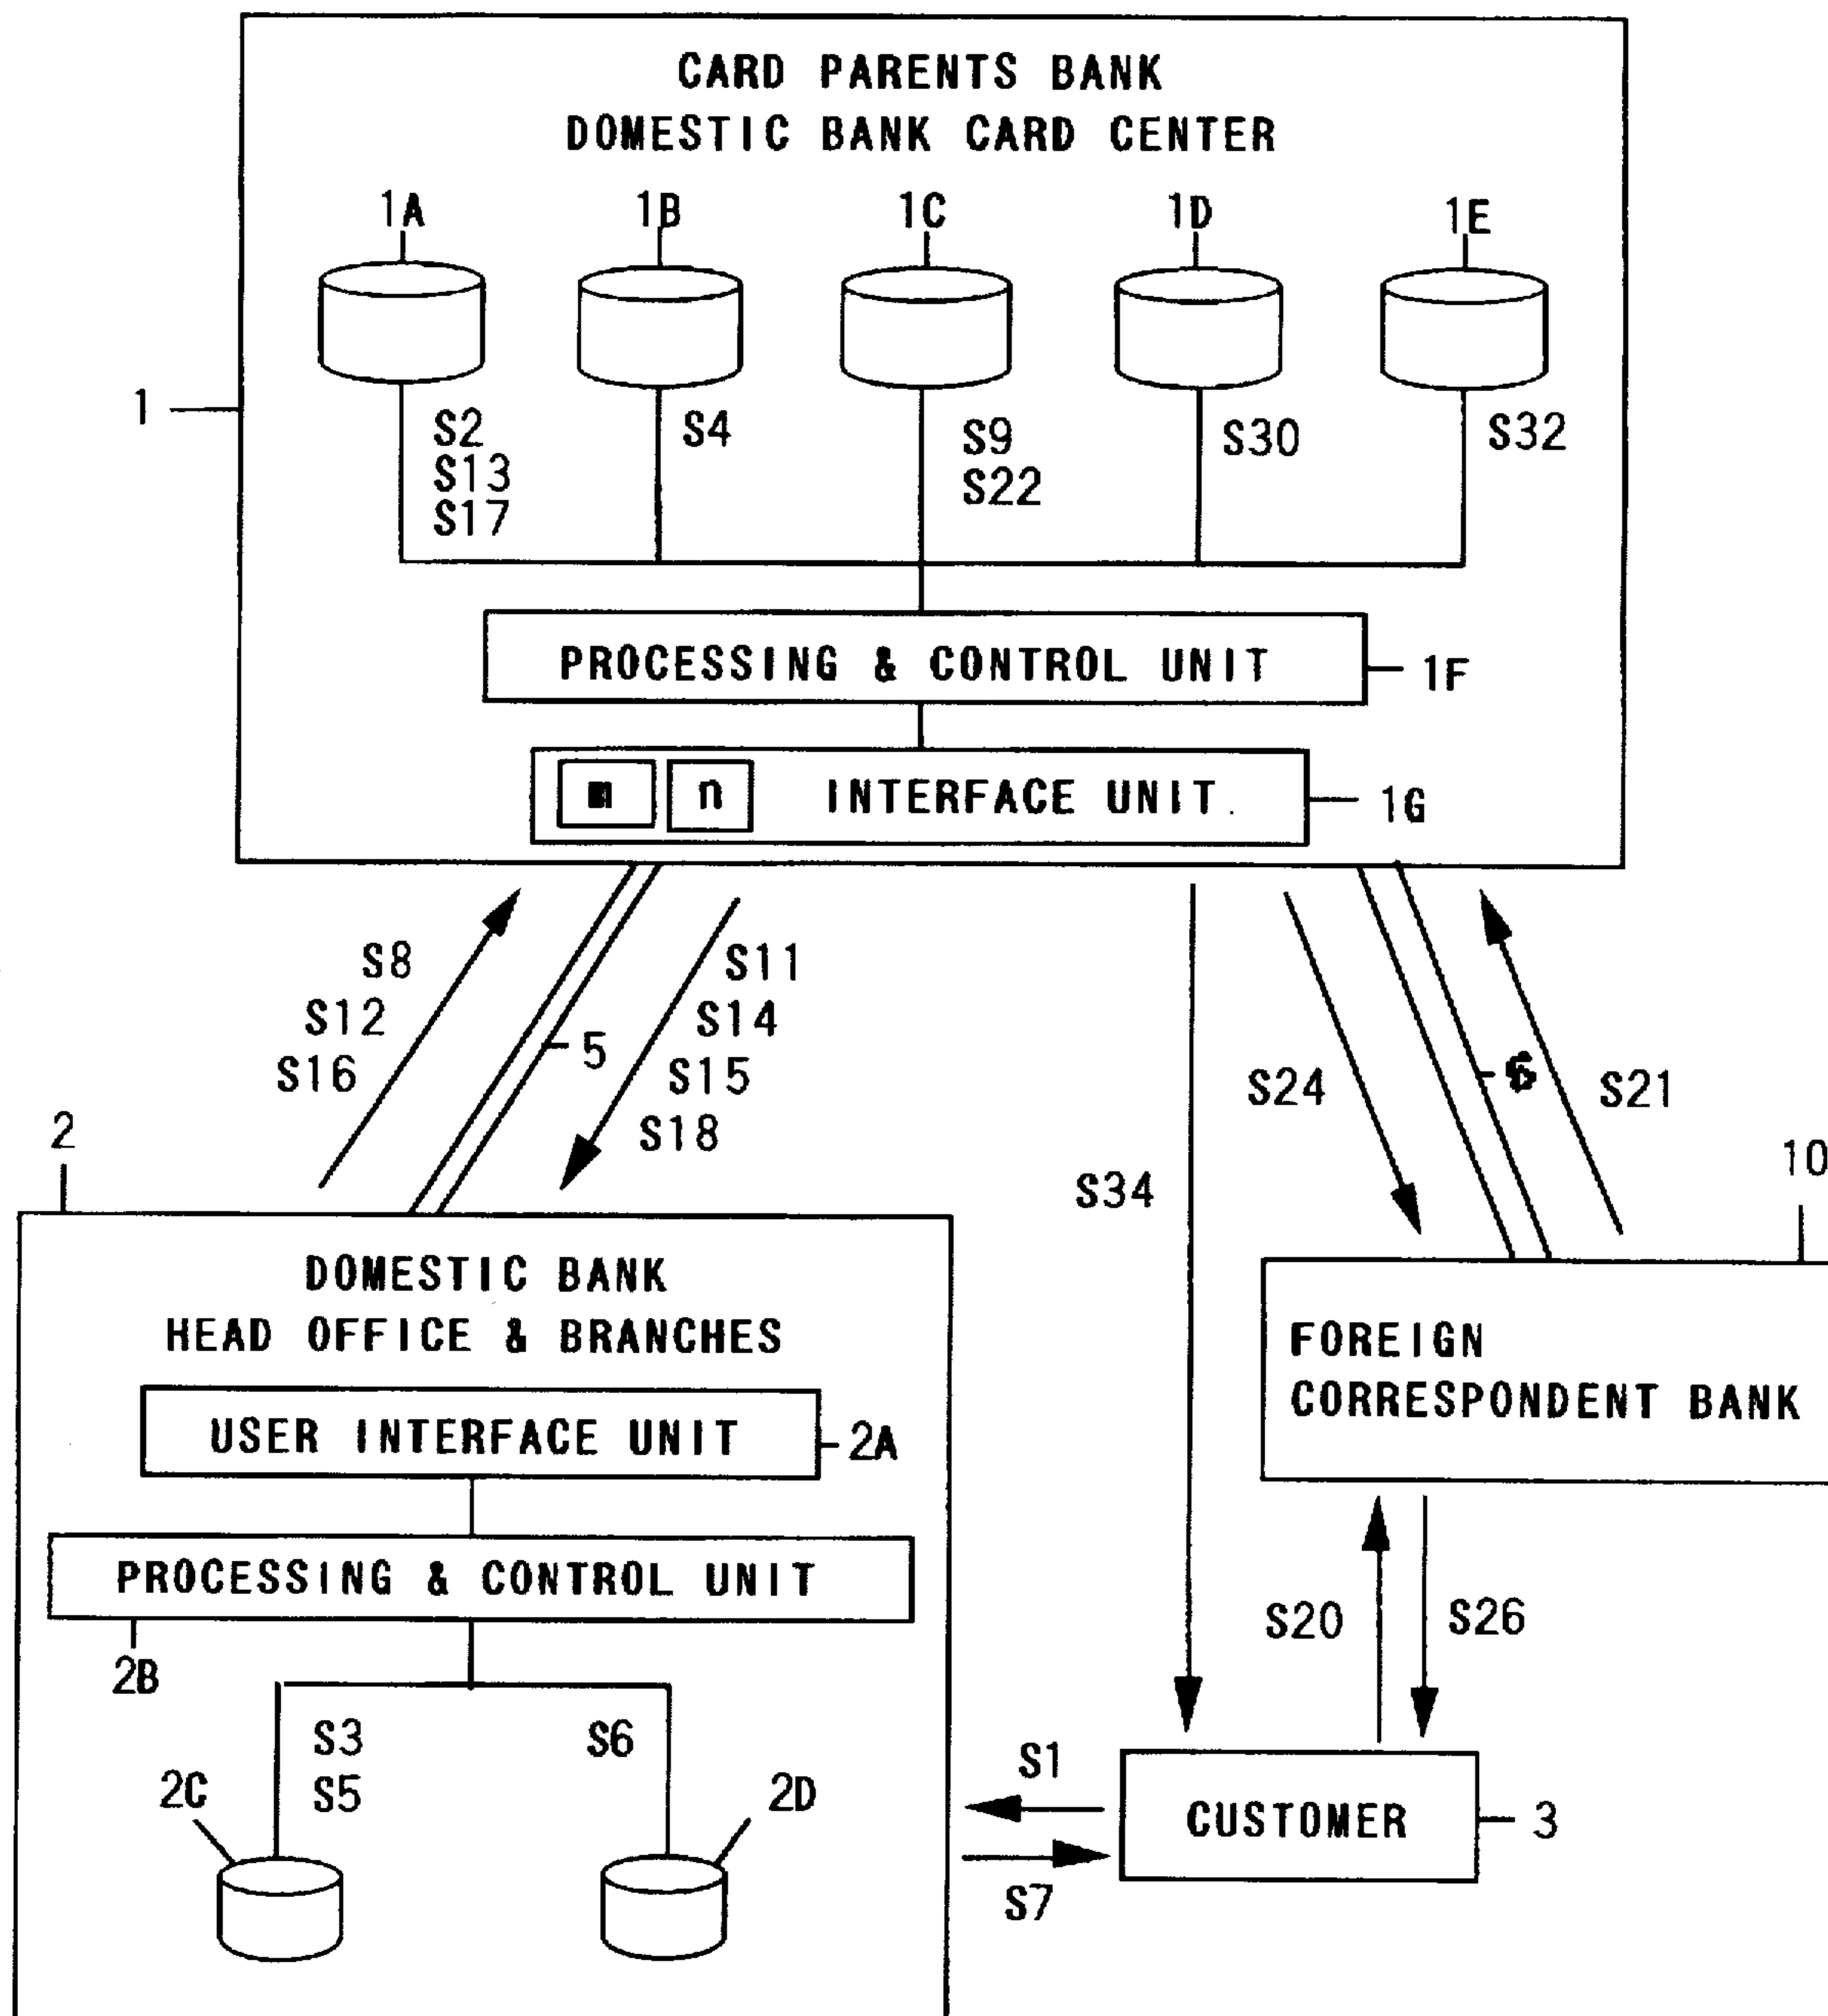 CARD PARENTS BANK
DOMESTIC BANK CARD CENTER
1A
1B
1C
1D
1E
1
S2
S13
S17
S4
S9
S22
S30
S32
PROCESSING & CONTROL UNIT
1F
m
n
INTERFACE UNIT
1G
S8
S12
S16
5
S11
S14
S15
S18
S34
S24
6
S21
2
10
DOMESTIC BANK
HEAD OFFICE & BRANCHES
USER INTERFACE UNIT
2A
PROCESSING & CONTROL UNIT
2B
S3
S5
S6
2C
2D
FOREIGN
CORRESPONDENT BANK
S20
S26
S1
S7
CUSTOMER
3